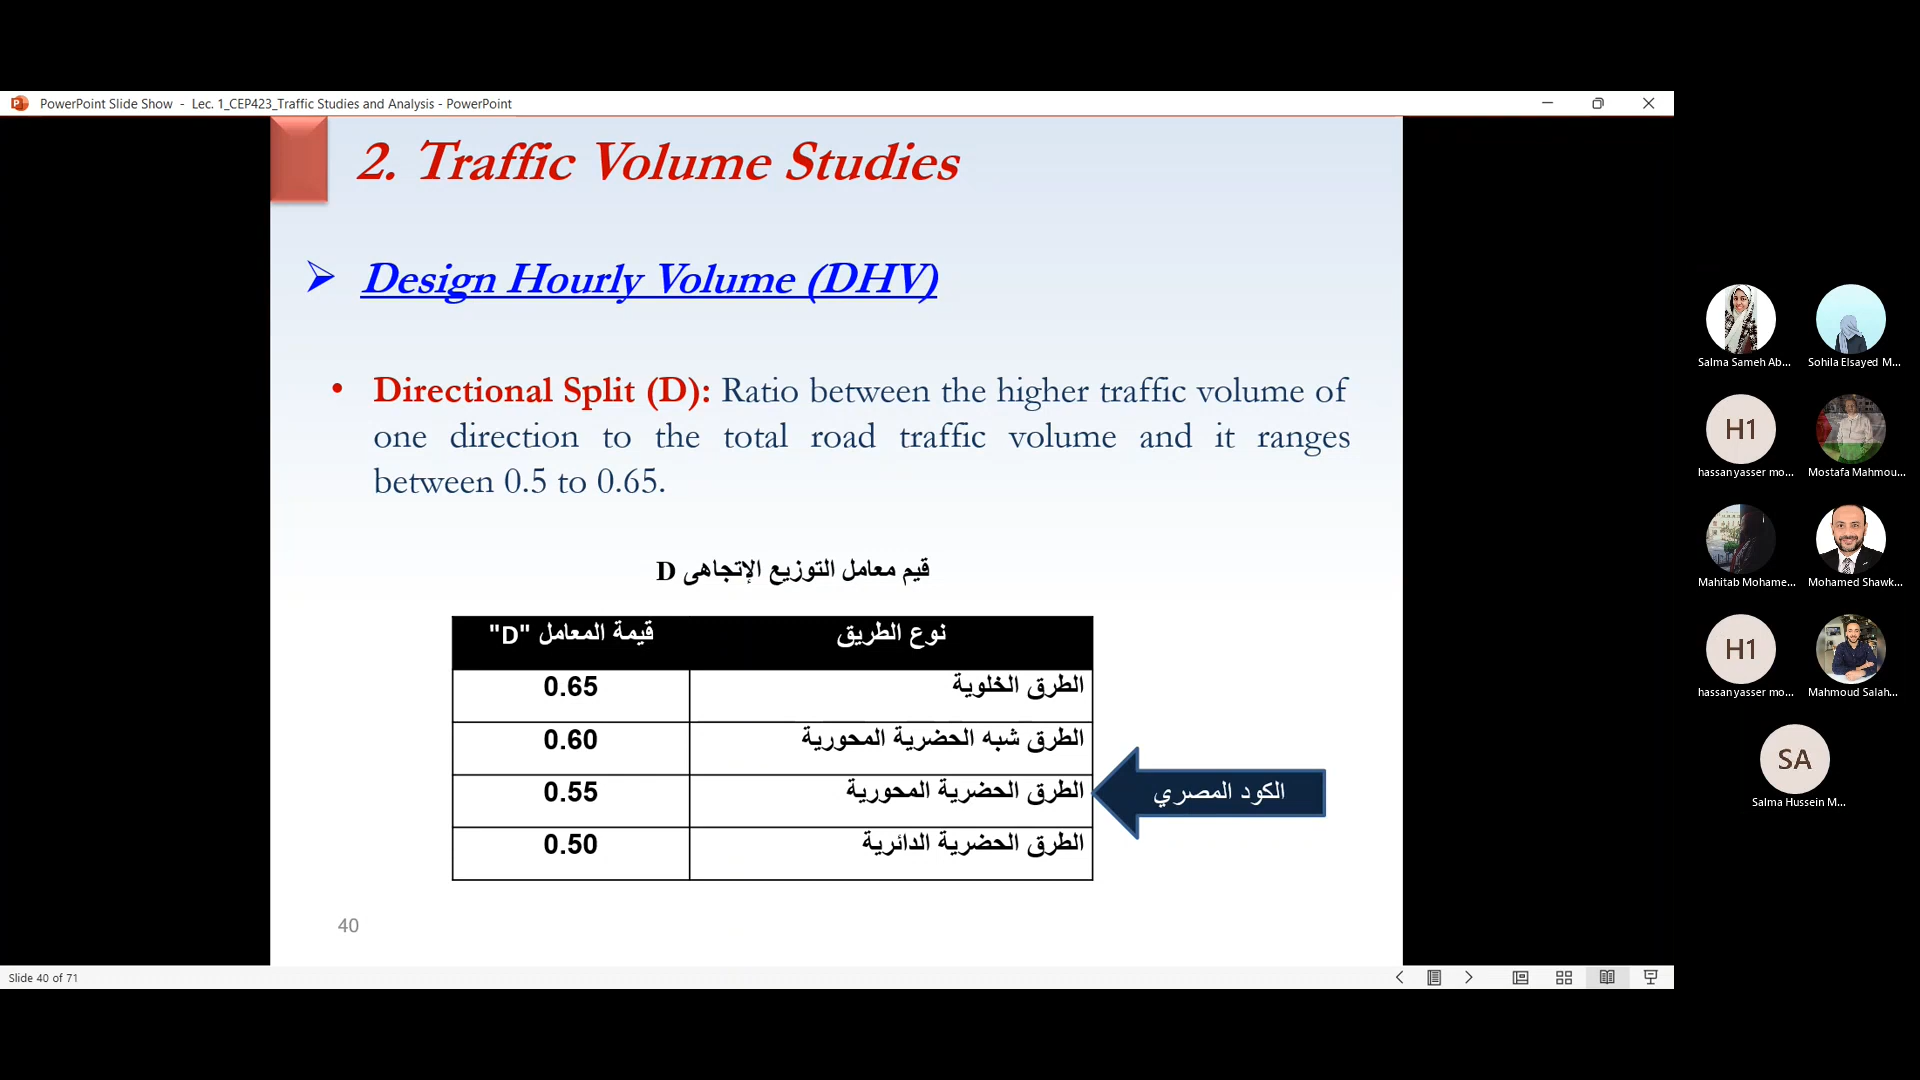 PowerPoint Slide Show - Lec. 1_CEP423_Traffic Studies and Analysis - PowerPoint
2. Traffic Volume Studies
Design Hourly Volume (DHV)
• Directional Split (D): Ratio between the higher traffic volume of
one direction to the total road traffic volume and it ranges
between 0.5 to 0.65.
قيم معامل التوزيع الإتجاهى D
نوع الطريق قيمة المعامل "D"
الطرق الخلوية 0.65
الطرق شبه الحضرية المحورية 0.60
الطرق الحضرية المحورية 0.55
الطرق الحضرية الدائرية 0.50
الكود المصري
40
Slide 40 of 71
Salma Sameh Ab...
Sohila Elsayed M...
H1
hassan yasser mo...
Mostafa Mahmou...
Mahitab Mohame...
Mohamed Shawk...
H1
hassan yasser mo...
Mahmoud Salah...
SA
Salma Hussein M...